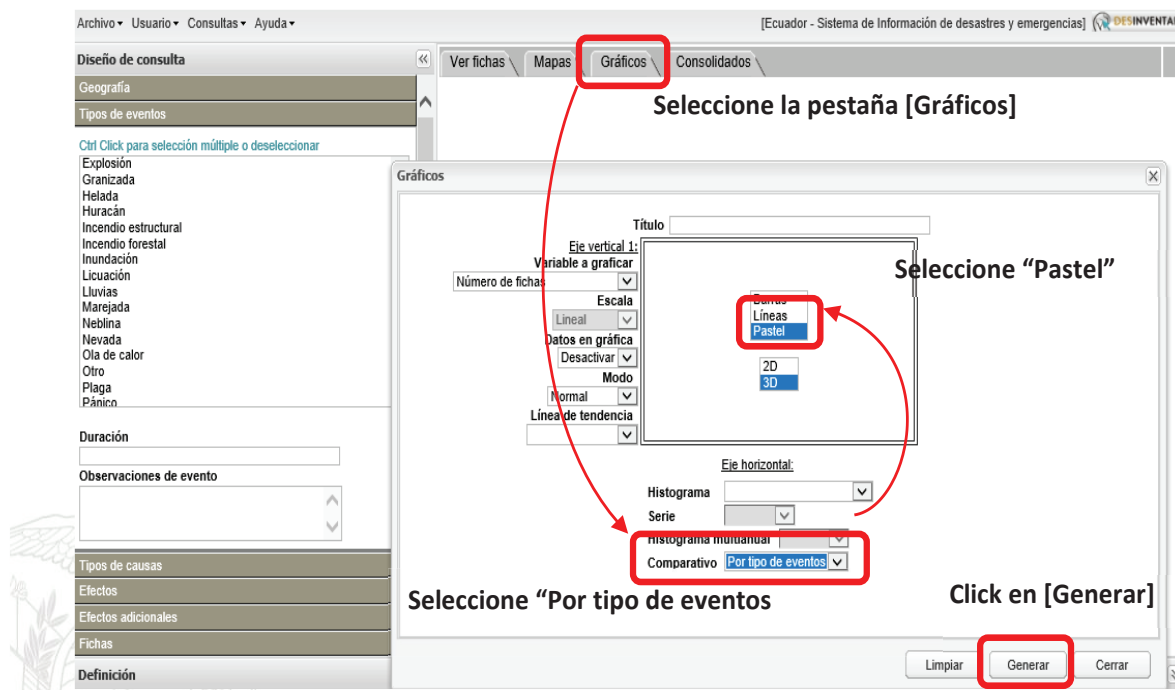 Archivo Usuario Consultas Ayuda
[Ecuador - Sistema de Información de desastres y emergencias] DESINVENTAR
Diseño de consulta
Ver fichas Mapas Gráficos Consolidados
Geografía
Tipos de eventos
Seleccione la pestaña [Gráficos]
Ctrl Click para selección múltiple o deseleccionar
Explosión
Granizada
Helada
Huracán
Incendio estructural
Incendio forestal
Inundación
Licuación
Lluvias
Marejada
Neblina
Nevada
Ola de calor
Otro
Plaga
Pánico
Duración
Observaciones de evento
Tipos de causas
Efectos
Efectos adicionales
Fichas
Definición
Gráficos
Título
Eje vertical 1:
Variable a graficar
Número de fichas
Escala
Lineal
Datos en gráfica
Desactivar
Modo
Normal
Línea de tendencia
Seleccione “Pastel”
Barras
Líneas
Pastel
2D
3D
Eje horizontal:
Histograma
Serie
Histograma multianual
Comparativo Por tipo de eventos
Seleccione “Por tipo de eventos
Click en [Generar]
Limpiar Generar Cerrar